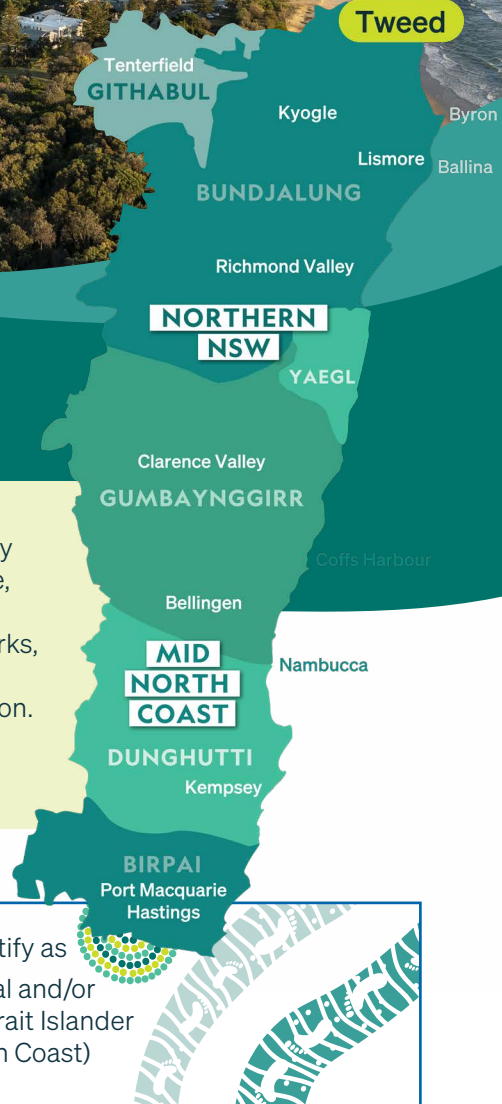 Tweed
Tenterfield
GITHABUL
Kyogle
Byron
Lismore
Ballina
BUNDJALUNG
Richmond Valley
NORTHERN
NSW
YAEGL
Clarence Valley
GUMBAYNGGIRR
Coffs Harbour
Bellingen
MID
NORTH
COAST
Nambucca
DUNGHUTTI
Kempsey
BIRPAI
Port Macquarie
Hastings
y
e,
rks,
on.
tify as
al and/or
rait Islander
h Coast)